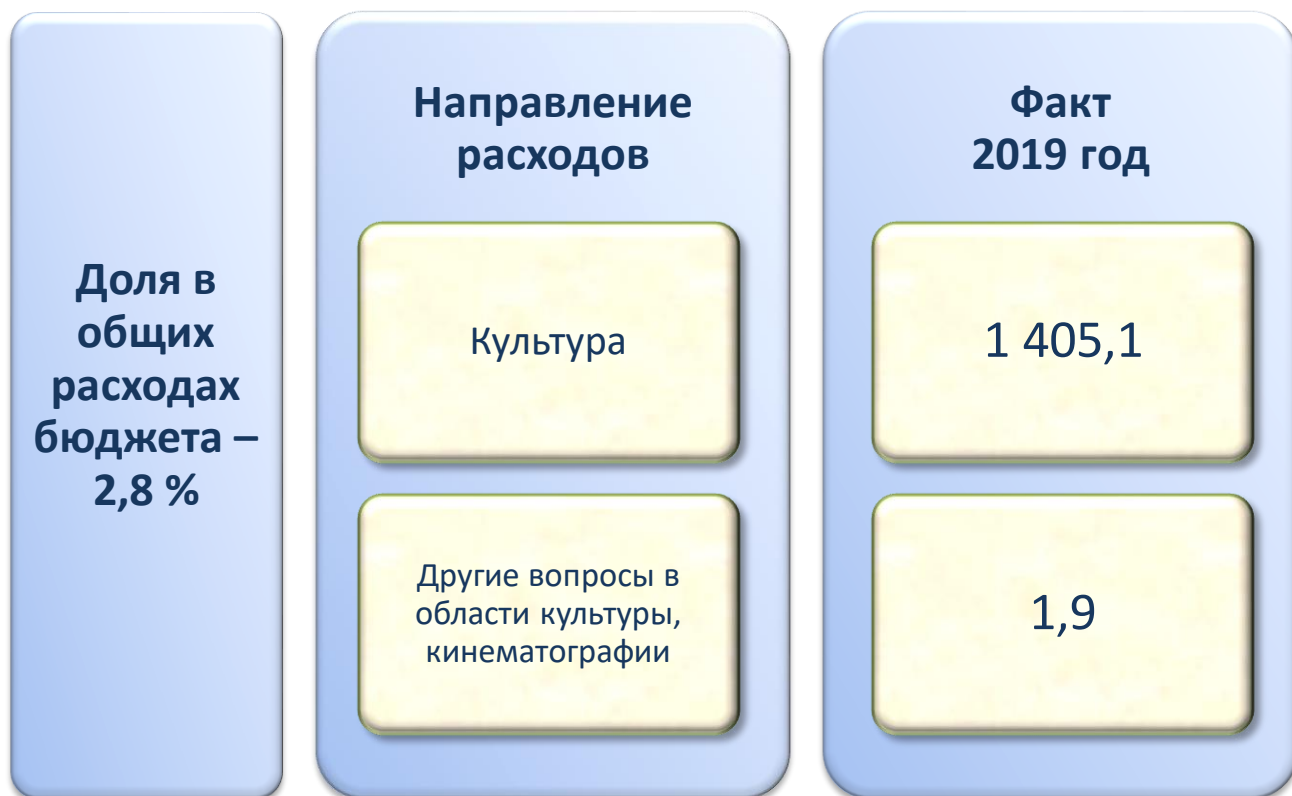 Доля в
общих
расходах
бюджета –
2,8 %
Направление
расходов
Культура
Другие вопросы в
области культуры,
кинематографии
Факт
2019 год
1 405,1
1,9